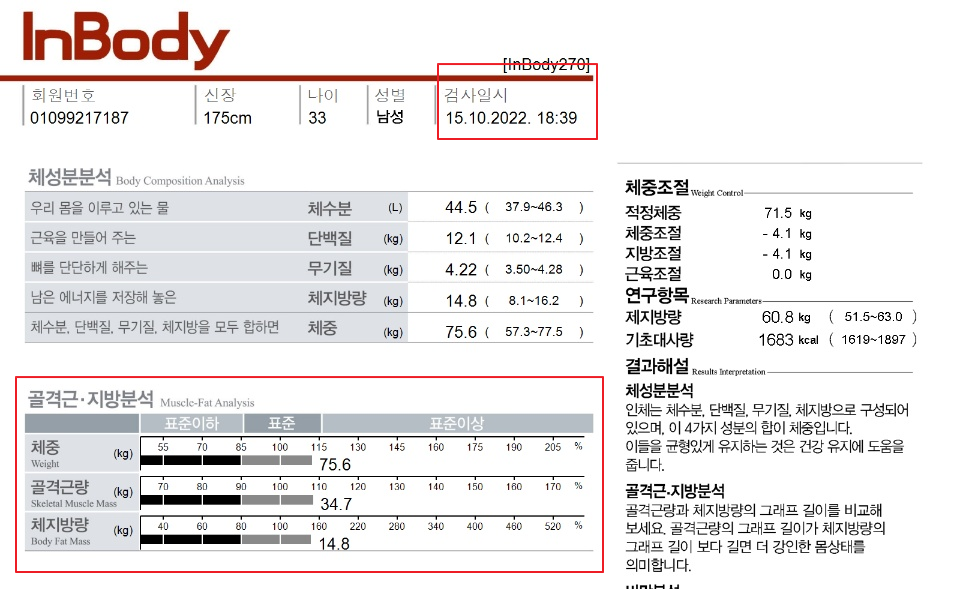 InBody
[InBody270]
회원번호 신장 나이 성별 검사일시
01099217187 175cm 33 남성 15.10.2022. 18:39
체성분분석 Body Composition Analysis
우리 몸을 이루고 있는 물 체수분 (L) 44.5 ( 37.9~46.3 )
근육을 만들어 주는 단백질 (kg) 12.1 ( 10.2~12.4 )
뼈를 단단하게 해주는 무기질 (kg) 4.22 ( 3.50~4.28 )
남은 에너지를 저장해 놓은 체지방량 (kg) 14.8 ( 8.1~16.2 )
체수분, 단백질, 무기질, 체지방을 모두 합하면 체중 (kg) 75.6 ( 57.3~77.5 )
골격근·지방분석 Muscle-Fat Analysis
표준이하 표준 표준이상
체중 (kg) 55 70 85 100 115 130 145 160 175 190 205 %
Weight 75.6
골격근량 (kg) 70 80 90 100 110 120 130 140 150 160 170 %
Skeletal Muscle Mass 34.7
체지방량 (kg) 40 60 80 100 160 220 280 340 400 460 520 %
Body Fat Mass 14.8
체중조절 Weight Control
적정체중 71.5 kg
체중조절 - 4.1 kg
지방조절 - 4.1 kg
근육조절 0.0 kg
연구항목 Research Parameters
제지방량 60.8 kg ( 51.5~63.0 )
기초대사량 1683 kcal ( 1619~1897 )
결과해설 Results Interpretation
체성분분석
인체는 체수분, 단백질, 무기질, 체지방으로 구성되어
있으며, 이 4가지 성분의 합이 체중입니다.
이들을 균형있게 유지하는 것은 건강 유지에 도움을
줍니다.
골격근·지방분석
골격근량과 체지방량의 그래프 길이를 비교해
보세요. 골격근량의 그래프 길이가 체지방량의
그래프 길이 보다 길면 더 강인한 몸상태를
의미합니다.